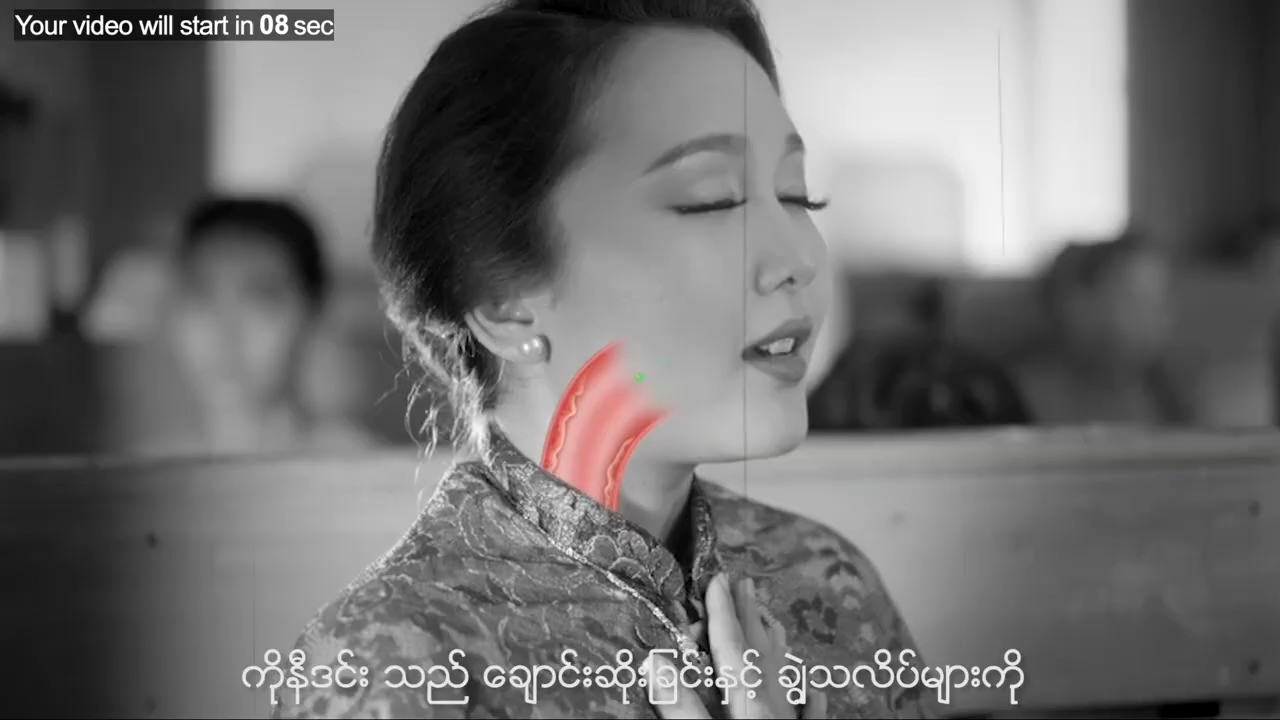 Your video will start in 08 sec
ကိုနီဒင်း သည် ချောင်းဆိုးခြင်းနှင့် ချွဲသလိပ်များကို